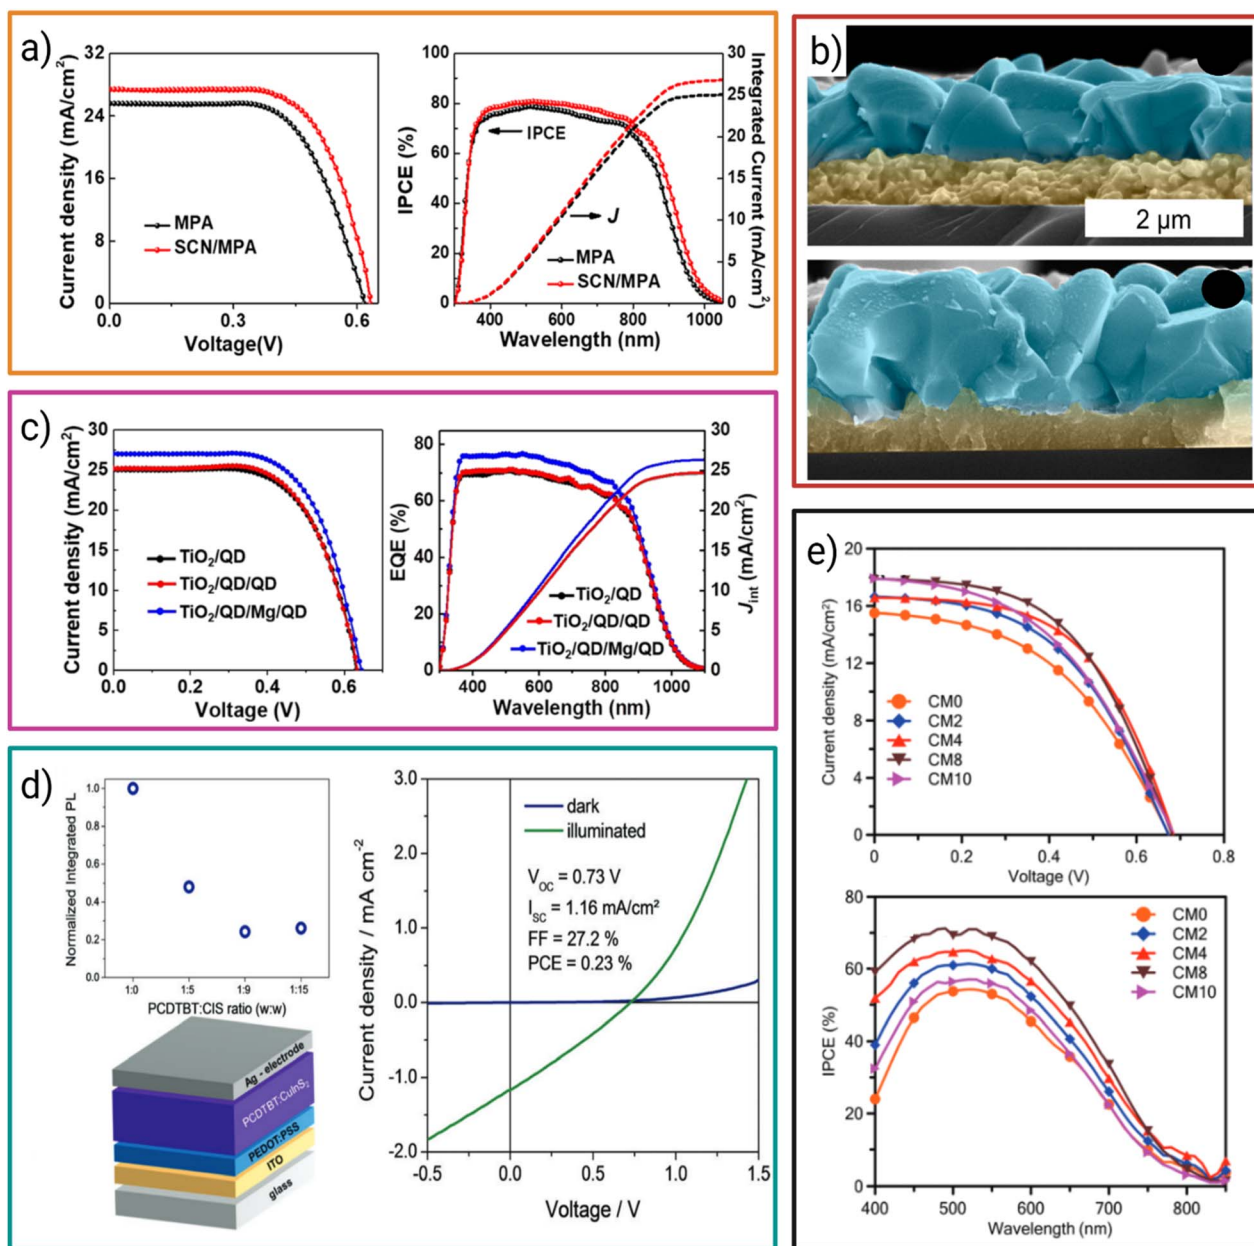 a)
32
24
16
8
0
Current density (mA/cm²)
MPA
SCN/MPA
0.0
0.3
0.6
Voltage(V)
100
80
60
40
20
0
IPCE (%)
IPCE
J
MPA
SCN/MPA
30
25
20
15
10
5
0
Integrated Current (mA/cm²)
400
600
800
1000
Wavelength (nm)
b)
2 µm
c)
30
25
20
15
10
5
0
Current density (mA/cm²)
TiO₂/QD
TiO₂/QD/QD
TiO₂/QD/Mg/QD
0.0
0.2
0.4
0.6
Voltage (V)
80
60
40
20
0
EQE (%)
TiO₂/QD
TiO₂/QD/QD
TiO₂/QD/Mg/QD
30
25
20
15
10
5
0
Jint (mA/cm²)
400
600
800
1000
Wavelength (nm)
d)
1.0
0.8
0.6
0.4
0.2
0.0
Normalized Integrated PL
1:0
1:5
1:9
1:15
PCDTBT:CIS ratio (w:w)
Ag - electrode
PCDTBT:CuInS₂
PEDOT:PSS
ITO
glass
3.0
2.0
1.0
0.0
-1.0
-2.0
Current density / mA cm⁻²
dark
illuminated
VOC = 0.73 V
ISC = 1.16 mA/cm²
FF = 27.2 %
PCE = 0.23 %
-0.5
0.0
0.5
1.0
1.5
Voltage / V
e)
20
16
12
8
4
0
Current density (mA/cm²)
CM0
CM2
CM4
CM8
CM10
0
0.2
0.4
0.6
0.8
Voltage (V)
80
60
40
20
0
IPCE (%)
CM0
CM2
CM4
CM8
CM10
400
500
600
700
800
Wavelength (nm)